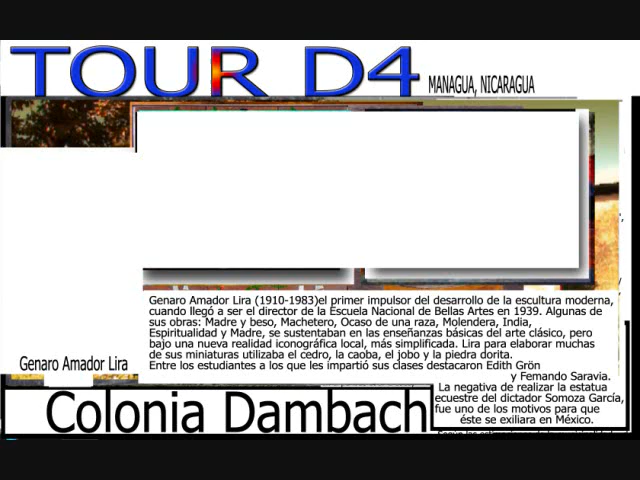 TOUR D4
MANAGUA, NICARAGUA
Genaro Amador Lira (1910-1983)el primer impulsor del desarrollo de la escultura moderna,
cuando llegó a ser el director de la Escuela Nacional de Bellas Artes en 1939. Algunas de
sus obras: Madre y beso, Machetero, Ocaso de una raza, Molendera, India,
Espiritualidad y Madre, se sustentaban en las enseñanzas básicas del arte clásico, pero
bajo una nueva realidad iconográfica local, más simplificada. Lira para elaborar muchas
de sus miniaturas utilizaba el cedro, la caoba, el jobo y la piedra dorita.
Entre los estudiantes a los que les impartió sus clases destacaron Edith Grön
y Fernando Saravia.
Genaro Amador Lira
La negativa de realizar la estatua
ecuestre del dictador Somoza García,
fue uno de los motivos para que
éste se exiliara en México.
Colonia Dambach